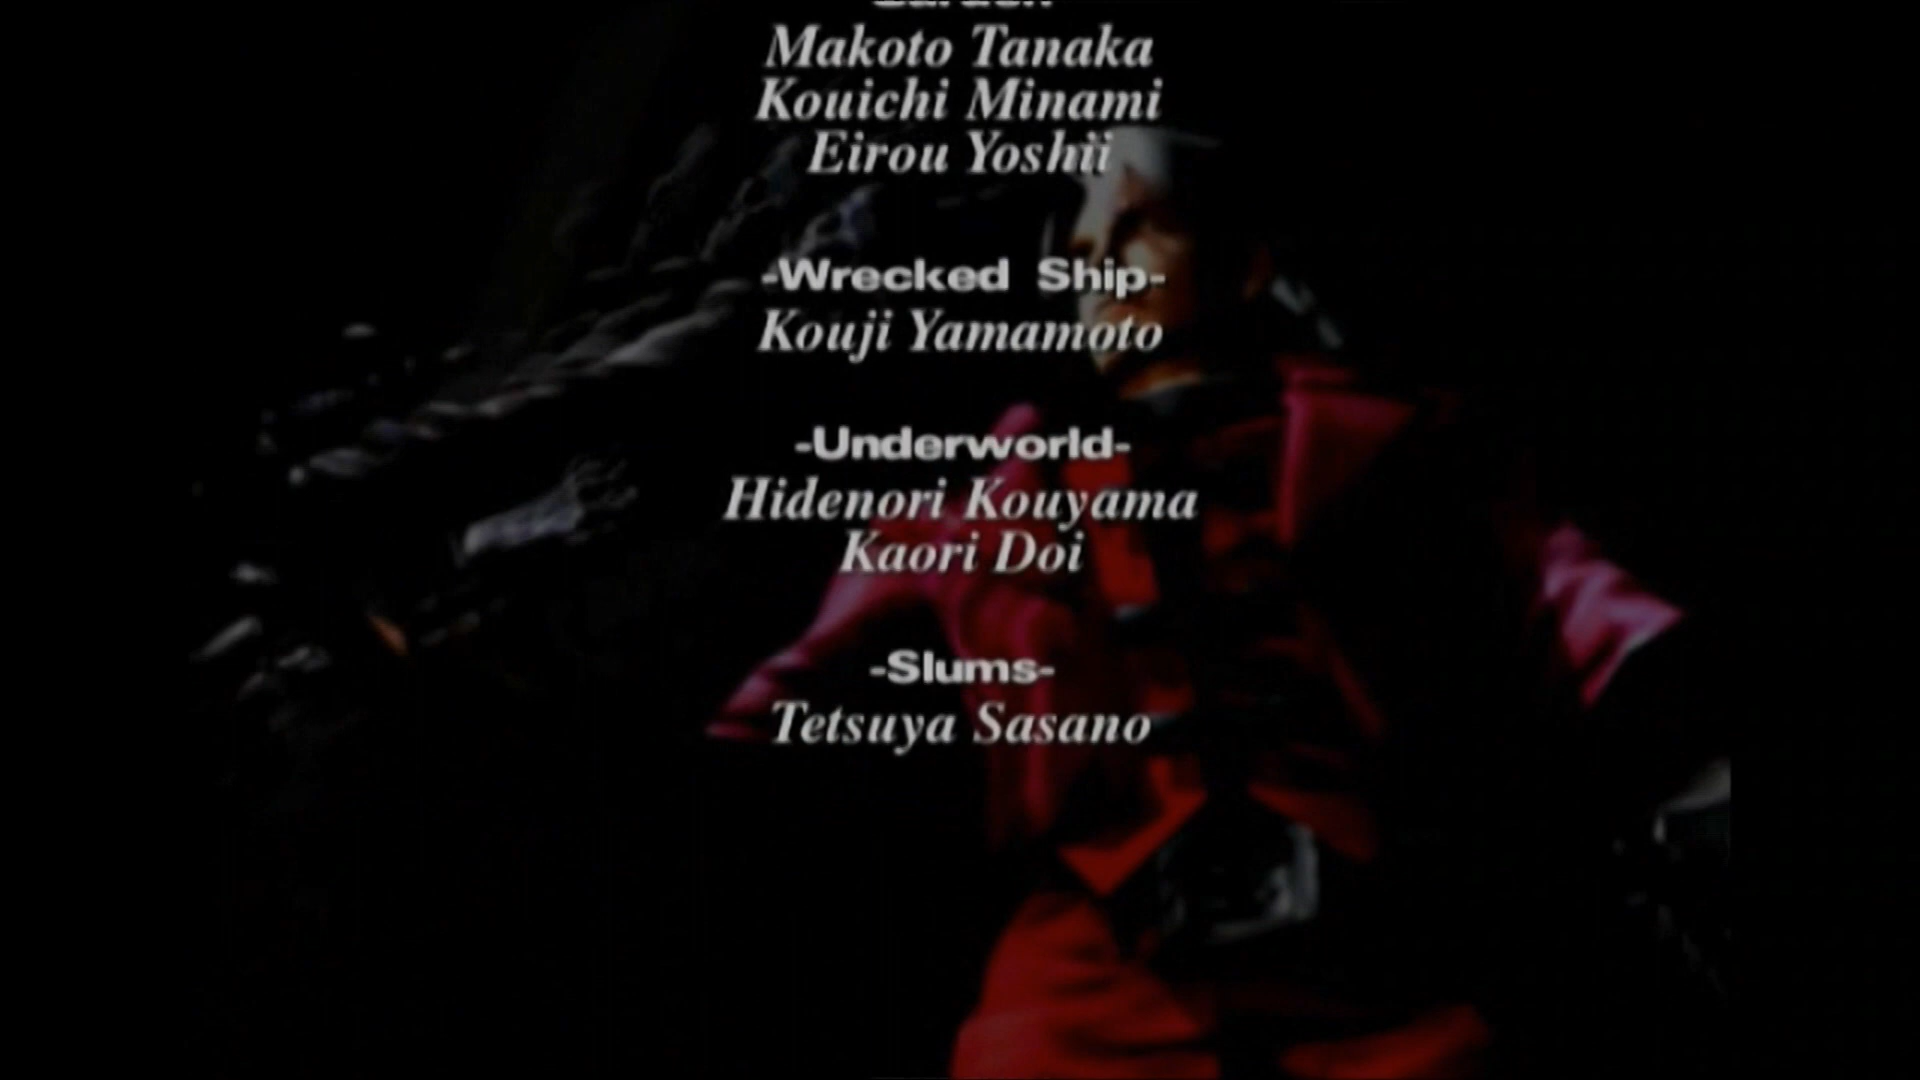 Makoto Tanaka
Kouichi Minami
Eirou Yoshii
-Wrecked Ship-
Kouji Yamamoto
-Underworld-
Hidenori Kouyama
Kaori Doi
-Slums-
Tetsuya Sasano